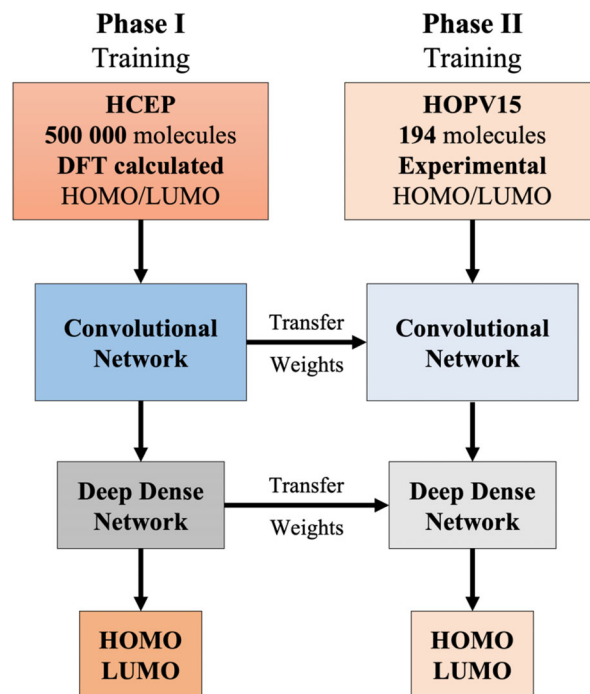 Phase I
Training
HCEP
500 000 molecules
DFT calculated
HOMO/LUMO
Convolutional
Network
Deep Dense
Network
HOMO
LUMO
Transfer
Weights
Transfer
Weights
Phase II
Training
HOPV15
194 molecules
Experimental
HOMO/LUMO
Convolutional
Network
Deep Dense
Network
HOMO
LUMO